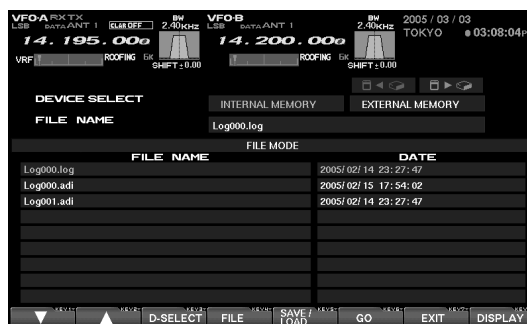 VFO-A RX TX
LSB DATA ANT 1 CLAR OFF
BW
2.40KHz
14.195.000
VRF
ROOFING 6K
SHIFT±0.00
VFO-B
LSB DATA ANT 1
BW
2.40KHz
14.200.000
ROOFING 6K
SHIFT±0.00
2005 / 03 / 03
TOKYO 03:08:04P
DEVICE SELECT
INTERNAL MEMORY
EXTERNAL MEMORY
FILE NAME
Log000.log
FILE MODE
FILE NAME DATE
Log000.log 2005/ 02/ 14 23: 27: 47
Log000.adi 2005/ 02/ 15 17: 54: 02
Log001.adi 2005/ 02/ 14 23: 27: 47
D-SELECT FILE SAVE / LOAD GO EXIT DISPLAY